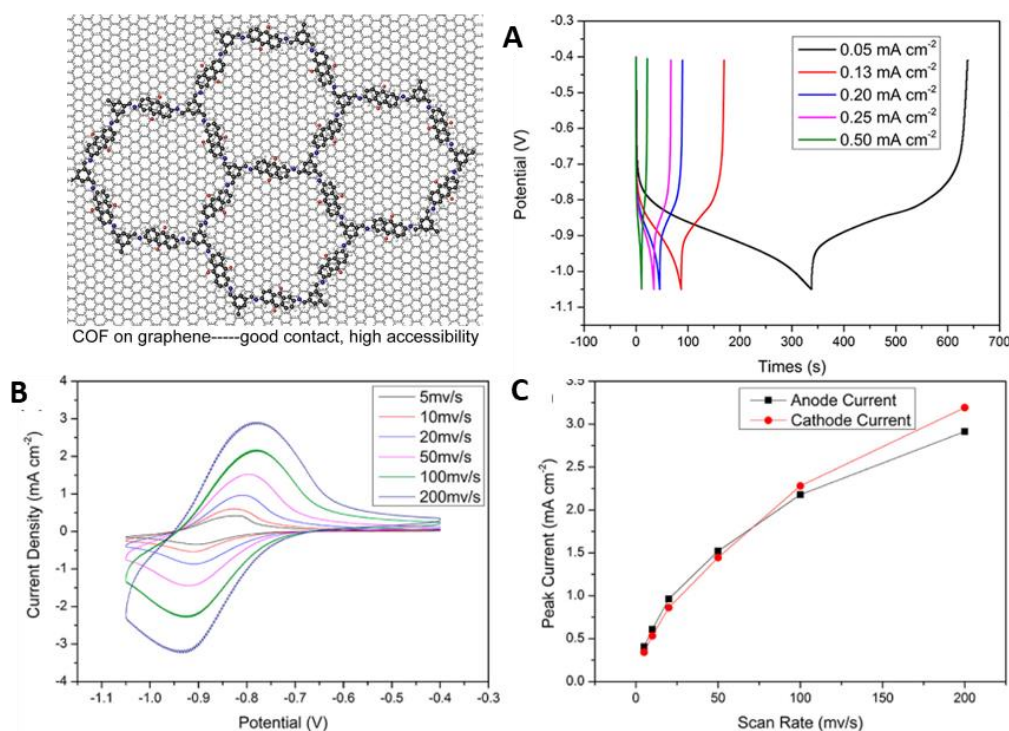 COF on graphene-----good contact, high accessibility
A
-0.3
-0.4
-0.5
-0.6
-0.7
-0.8
-0.9
-1.0
-1.1
Potential (V)
0.05 mA cm-2
0.13 mA cm-2
0.20 mA cm-2
0.25 mA cm-2
0.50 mA cm-2
-100 0 100 200 300 400 500 600 700
Times (s)
B
4
3
2
1
0
-1
-2
-3
-4
Current Density (mA cm-2)
5mv/s
10mv/s
20mv/s
50mv/s
100mv/s
200mv/s
-1.1 -1.0 -0.9 -0.8 -0.7 -0.6 -0.5 -0.4 -0.3
Potential (V)
C
3.5
3.0
2.5
2.0
1.5
1.0
0.5
0.0
Peak Current (mA cm-2)
Anode Current
Cathode Current
0 50 100 150 200
Scan Rate (mv/s)